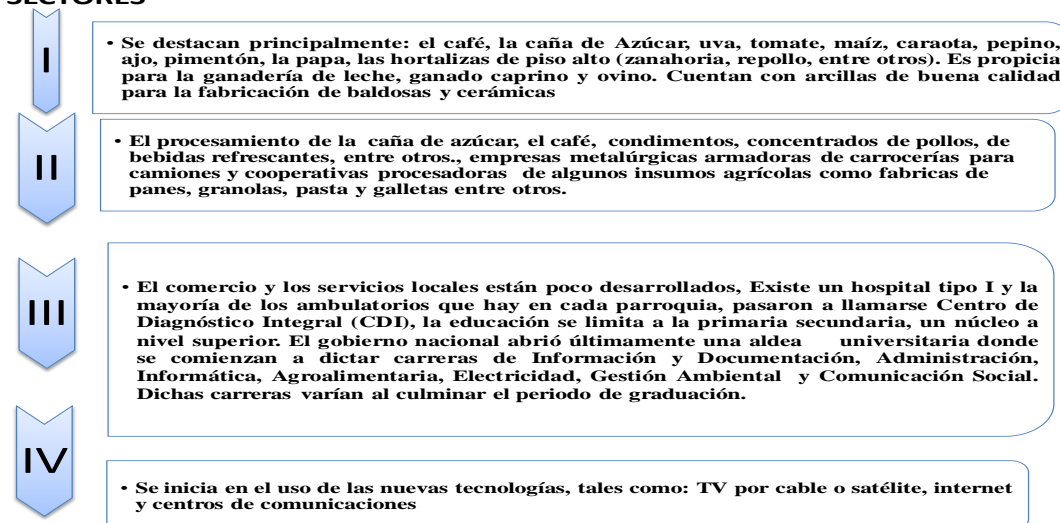 SECTORES
I
• Se destacan principalmente: el café, la caña de Azúcar, uva, tomate, maíz, caraota, pepino,
ajo, pimentón, la papa, las hortalizas de piso alto (zanahoria, repollo, entre otros). Es propicia
para la ganadería de leche, ganado caprino y ovino. Cuentan con arcillas de buena calidad
para la fabricación de baldosas y cerámicas
II
• El procesamiento de la caña de azúcar, el café, condimentos, concentrados de pollos, de
bebidas refrescantes, entre otros., empresas metalúrgicas armadoras de carrocerías para
camiones y cooperativas procesadoras de algunos insumos agrícolas como fabricas de
panes, granolas, pasta y galletas entre otros.
III
• El comercio y los servicios locales están poco desarrollados, Existe un hospital tipo I y la
mayoría de los ambulatorios que hay en cada parroquia, pasaron a llamarse Centro de
Diagnóstico Integral (CDI), la educación se limita a la primaria secundaria, un núcleo a
nivel superior. El gobierno nacional abrió últimamente una aldea universitaria donde
se comienzan a dictar carreras de Información y Documentación, Administración,
Informática, Agroalimentaria, Electricidad, Gestión Ambiental y Comunicación Social.
Dichas carreras varían al culminar el periodo de graduación.
IV
• Se inicia en el uso de las nuevas tecnologías, tales como: TV por cable o satélite, internet
y centros de comunicaciones